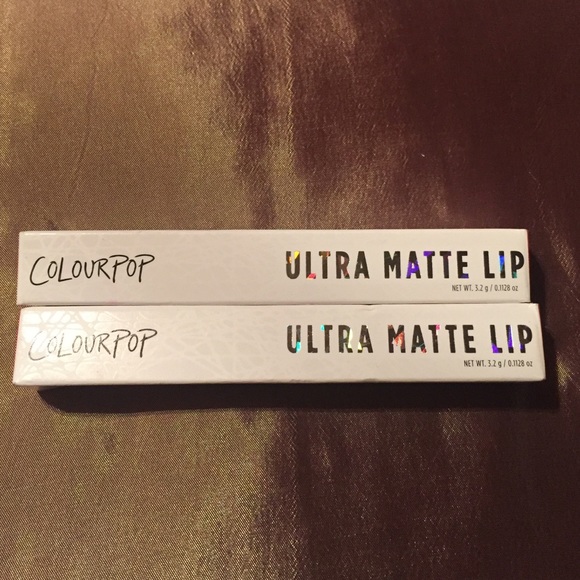 COLOURPOP ULTRA MATTE LIP
NET WT. 3.2 g / 0.1128 oz
COLOURPOP ULTRA MATTE LIP
NET WT. 3.2 g / 0.1128 oz